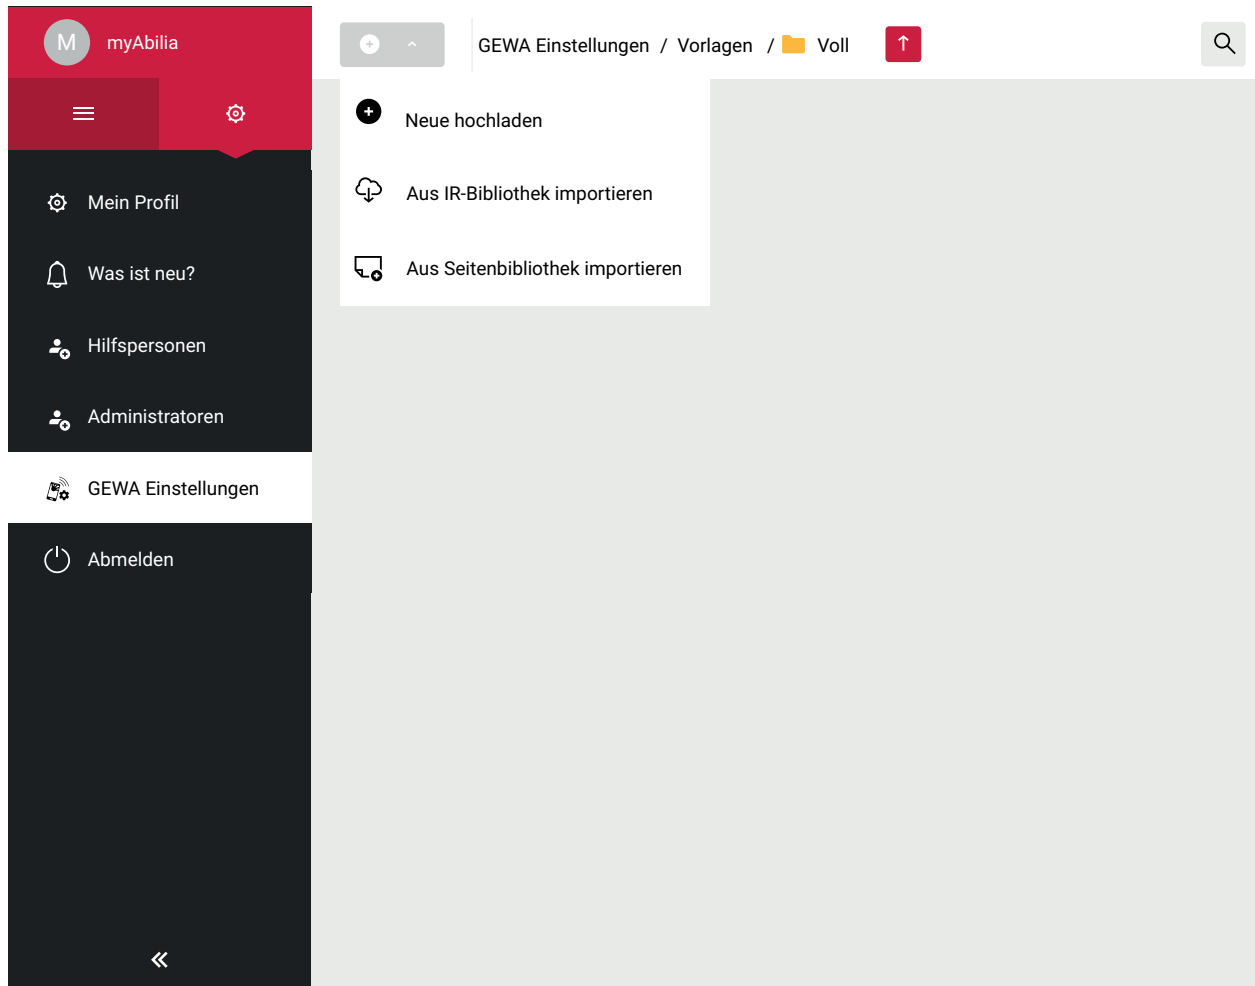 M myAbilia
GEWA Einstellungen / Vorlagen / Voll
Neue hochladen
Aus IR-Bibliothek importieren
Aus Seitenbibliothek importieren
Mein Profil
Was ist neu?
Hilfspersonen
Administratoren
GEWA Einstellungen
Abmelden